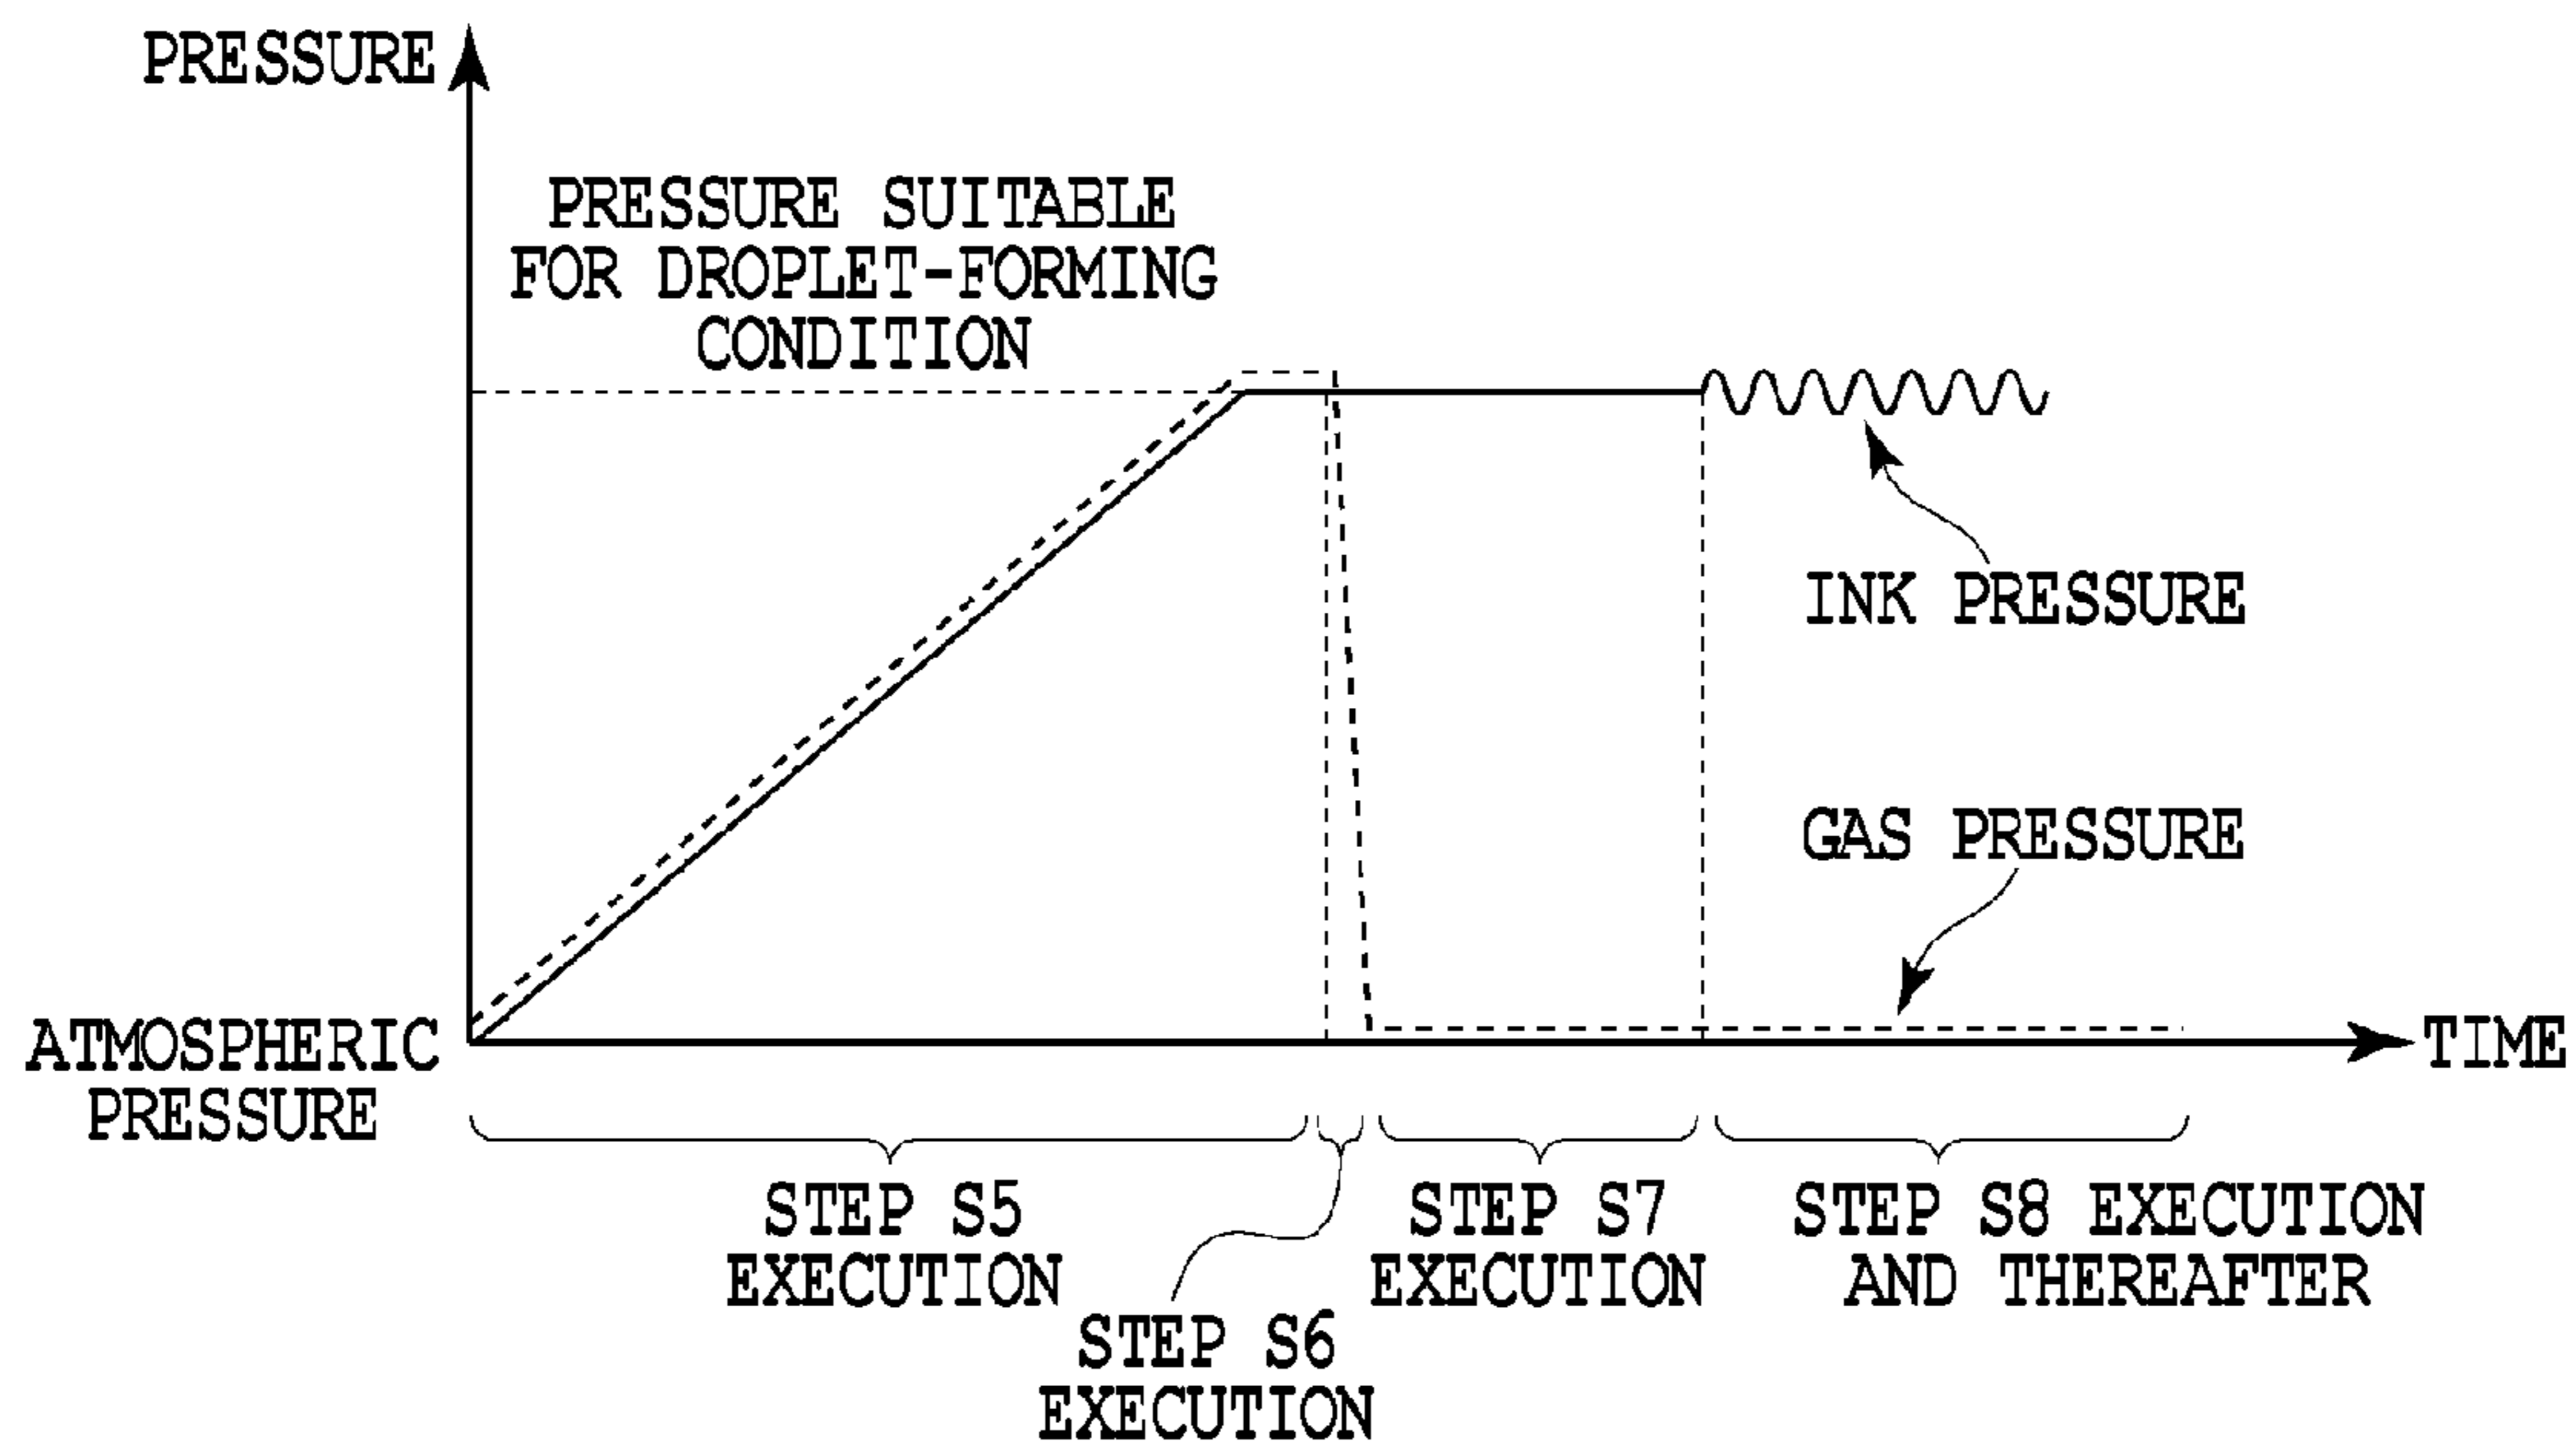 PRESSURE
PRESSURE SUITABLE
FOR DROPLET-FORMING
CONDITION
INK PRESSURE
GAS PRESSURE
ATMOSPHERIC
PRESSURE
TIME
STEP S5
EXECUTION
STEP S6
EXECUTION
STEP S7
EXECUTION
STEP S8 EXECUTION
AND THEREAFTER